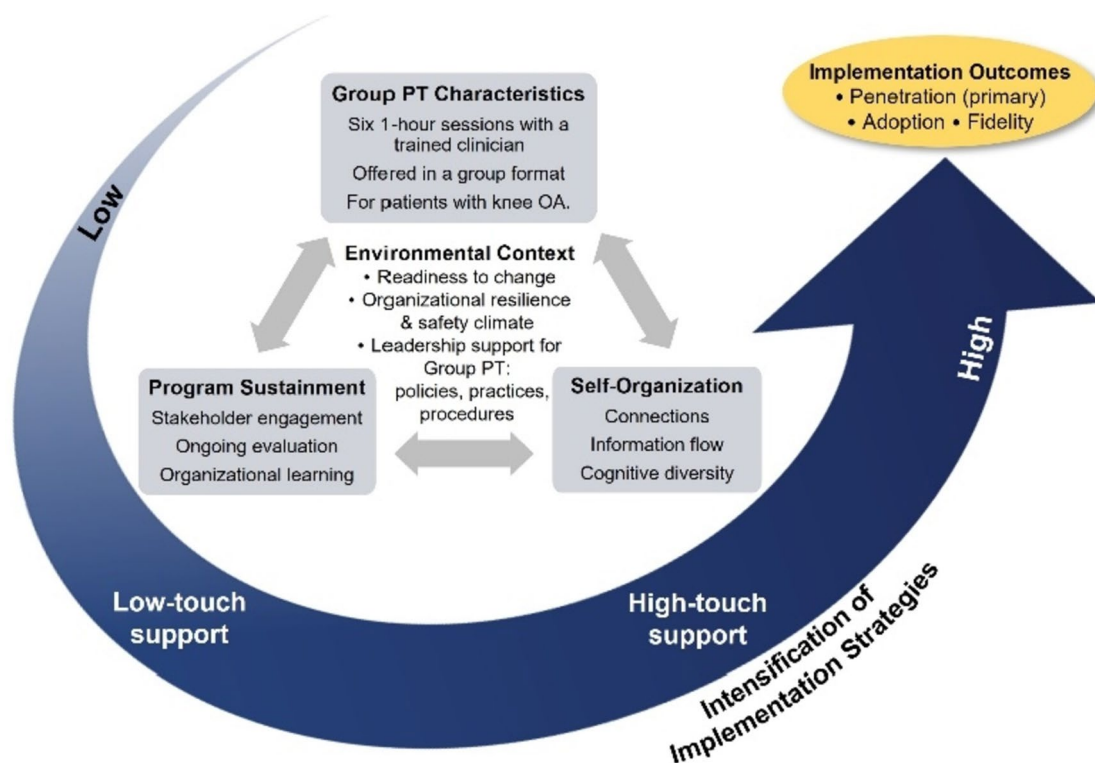 Implementation Outcomes
• Penetration (primary)
• Adoption • Fidelity
Group PT Characteristics
Six 1-hour sessions with a
trained clinician
Offered in a group format
For patients with knee OA.
Low
Environmental Context
• Readiness to change
• Organizational resilience
& safety climate
• Leadership support for
Group PT:
policies, practices,
procedures
Program Sustainment
Stakeholder engagement
Ongoing evaluation
Organizational learning
Self-Organization
Connections
Information flow
Cognitive diversity
High
Low-touch
support
High-touch
support
Intensification of
Implementation Strategies